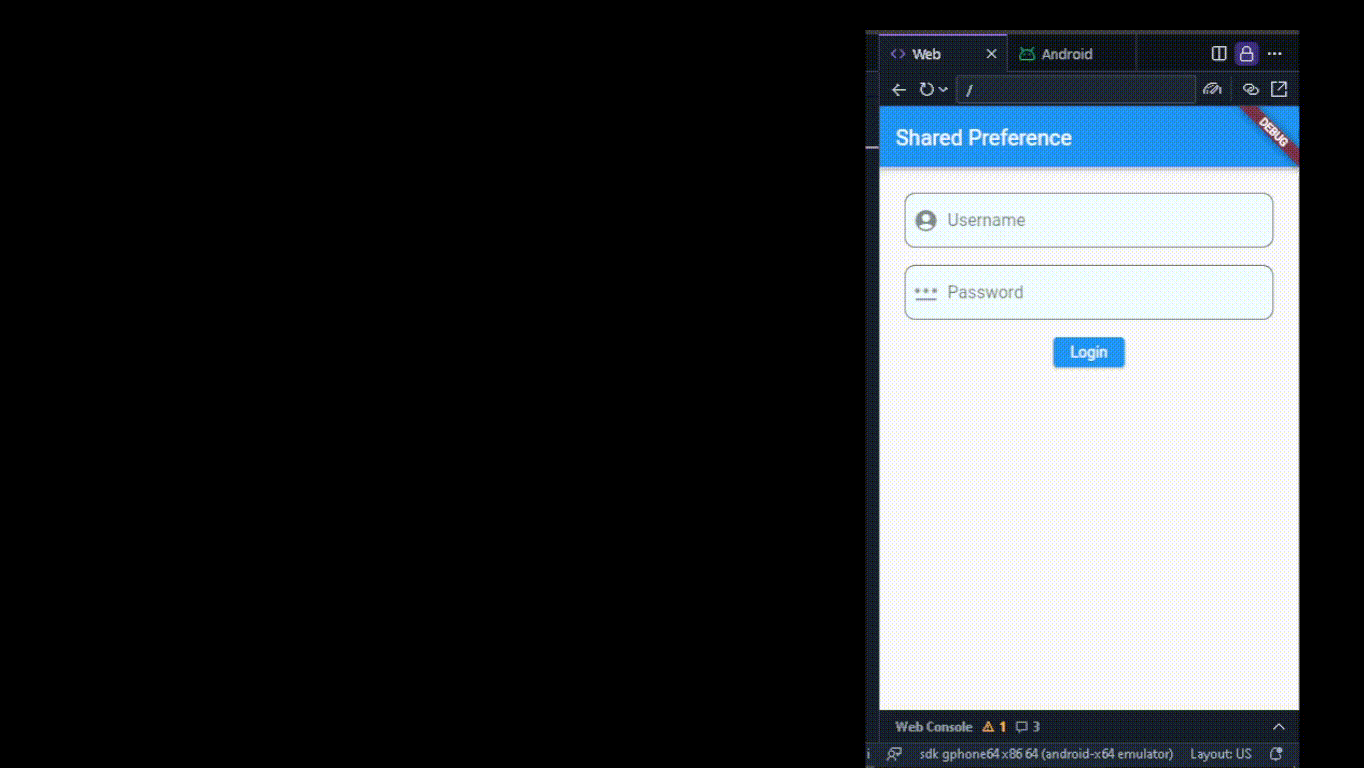 Web
Android
/
Shared Preference
DEBUG
Username
*** Password
Login
Web Console 1 3
sdk gphone64 x86 64 (android-x64 emulator) Layout: US